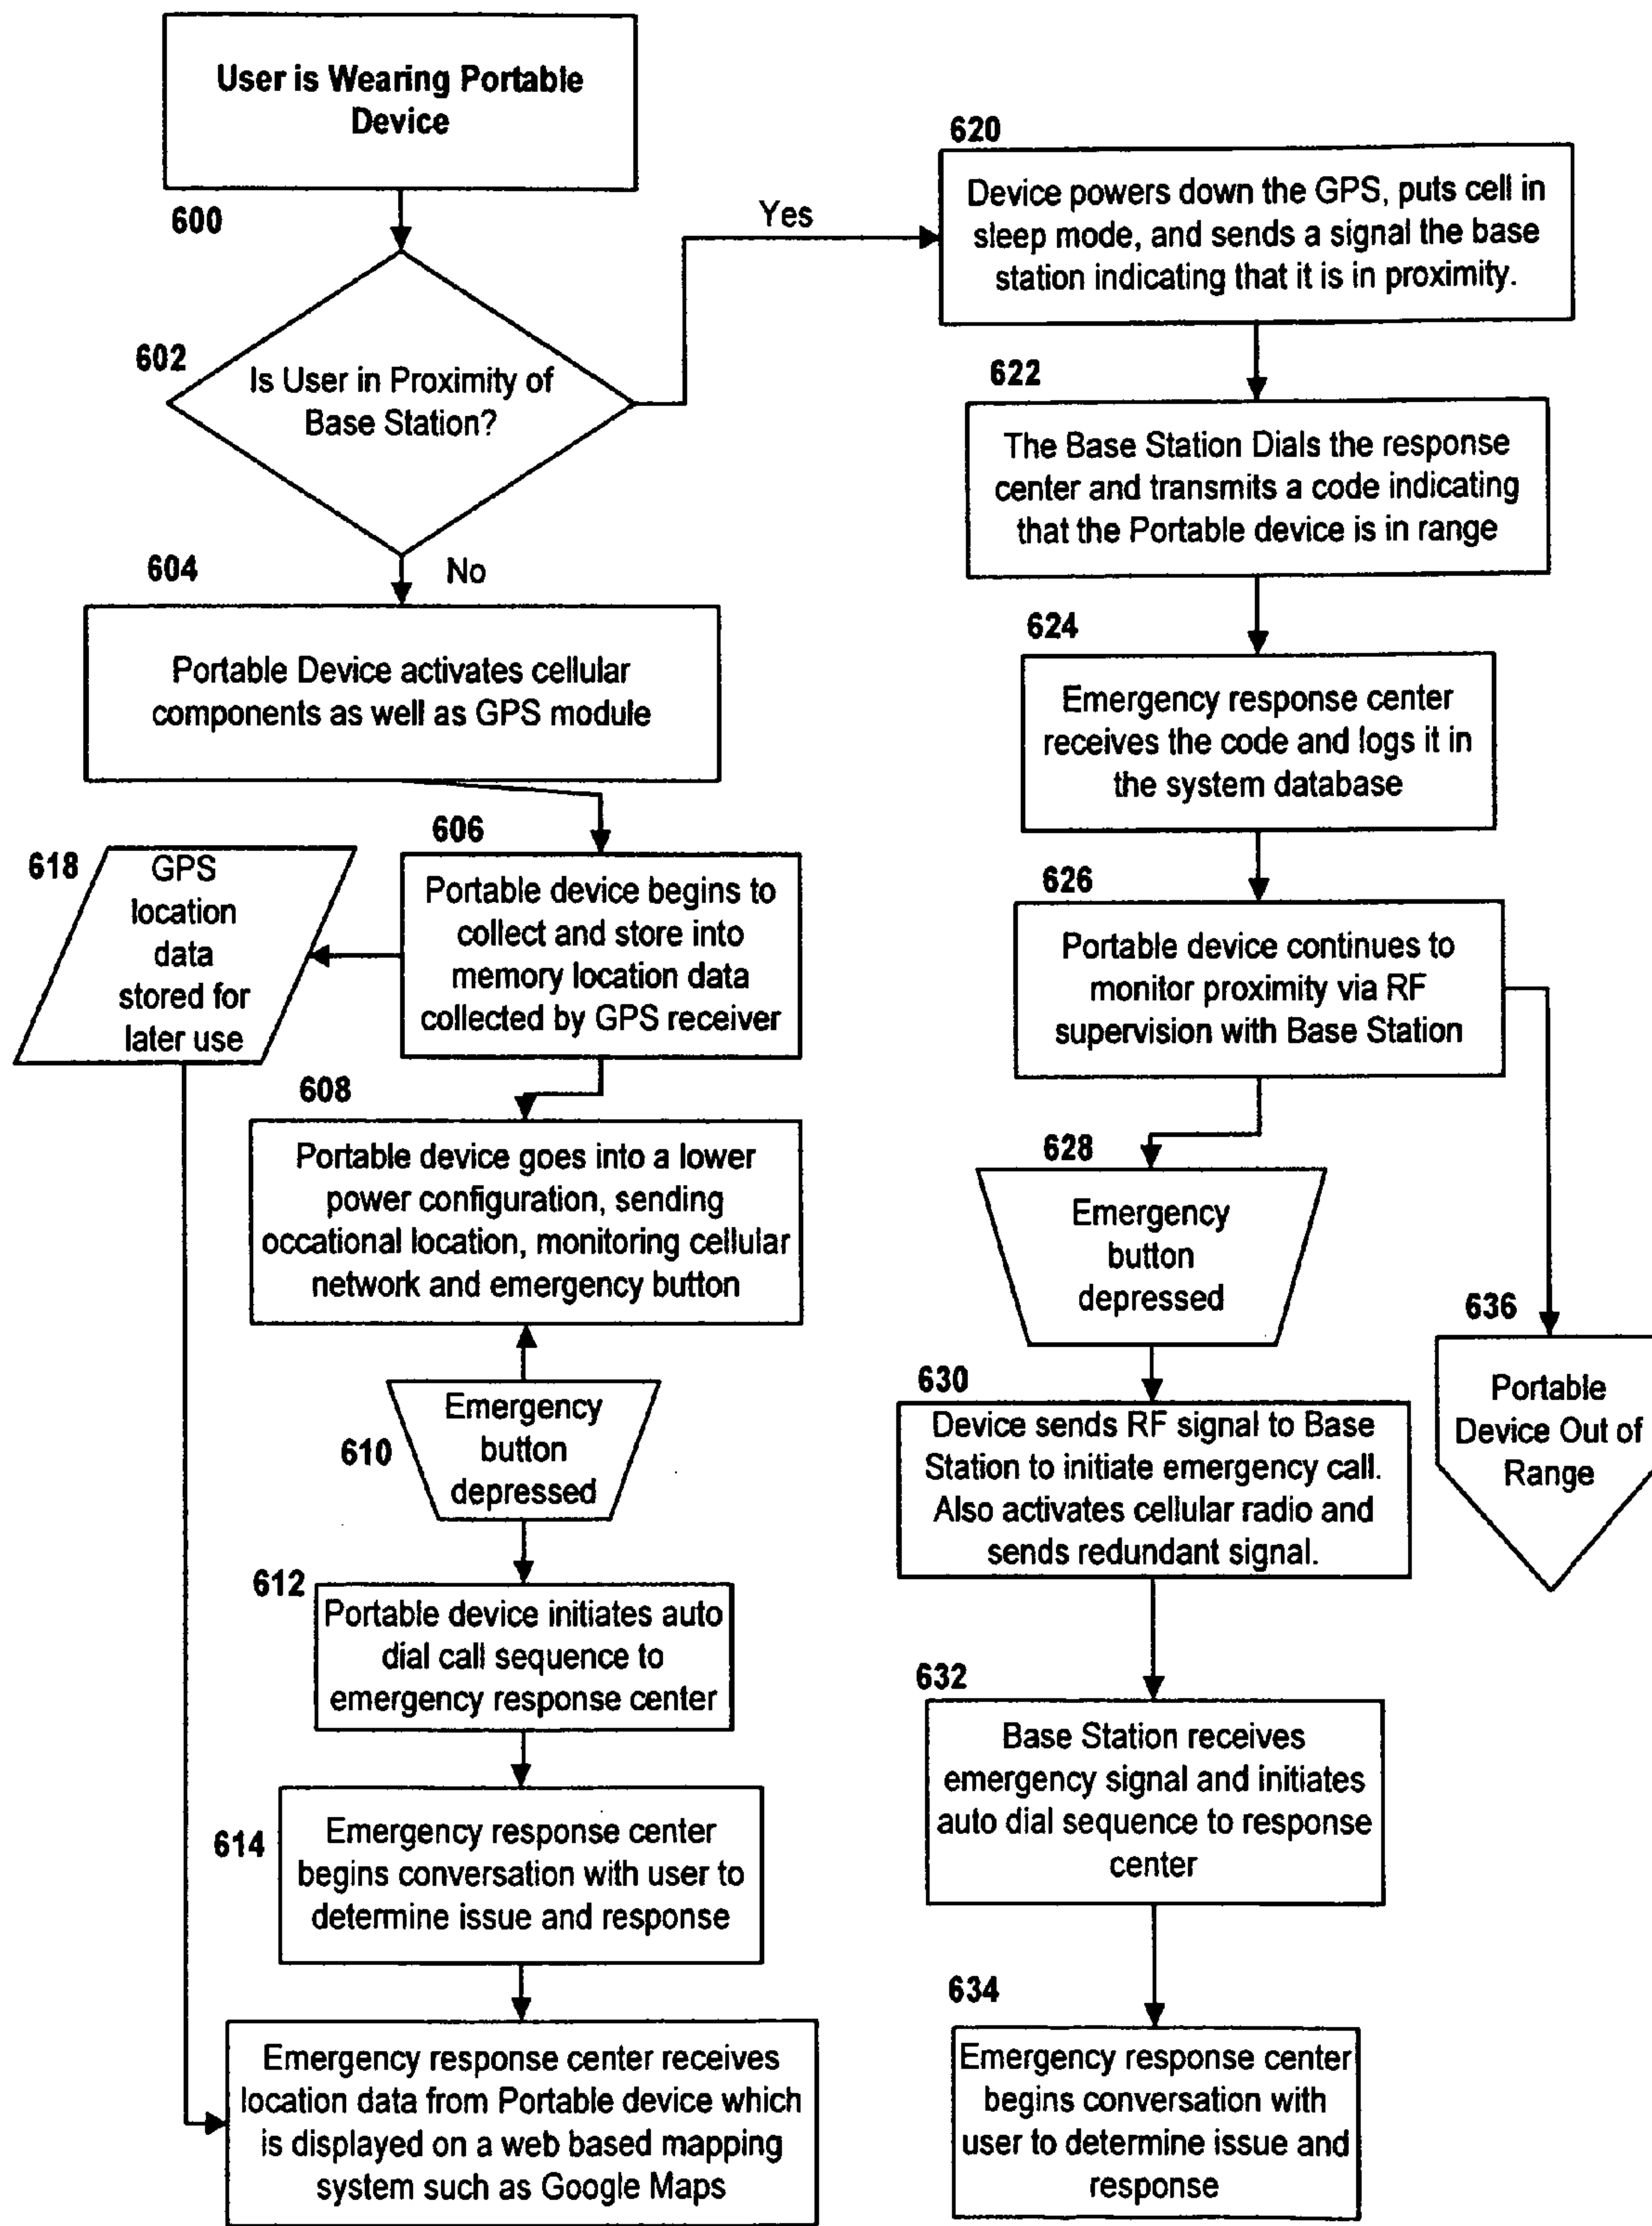 User is Wearing Portable
Device
600
602
Is User in Proximity of
Base Station?
Yes
No
604
Portable Device activates cellular
components as well as GPS module
606
Portable device begins to
collect and store into
memory location data
collected by GPS receiver
618
GPS
location
data
stored for
later use
608
Portable device goes into a lower
power configuration, sending
occational location, monitoring cellular
network and emergency button
610
Emergency
button
depressed
612
Portable device initiates auto
dial call sequence to
emergency response center
614
Emergency response center
begins conversation with user to
determine issue and response
Emergency response center receives
location data from Portable device which
is displayed on a web based mapping
system such as Google Maps
620
Device powers down the GPS, puts cell in
sleep mode, and sends a signal the base
station indicating that it is in proximity.
622
The Base Station Dials the response
center and transmits a code indicating
that the Portable device is in range
624
Emergency response center
receives the code and logs it in
the system database
626
Portable device continues to
monitor proximity via RF
supervision with Base Station
628
Emergency
button
depressed
636
Portable
Device Out of
Range
630
Device sends RF signal to Base
Station to initiate emergency call.
Also activates cellular radio and
sends redundant signal.
632
Base Station receives
emergency signal and initiates
auto dial sequence to response
center
634
Emergency response center
begins conversation with
user to determine issue and
response